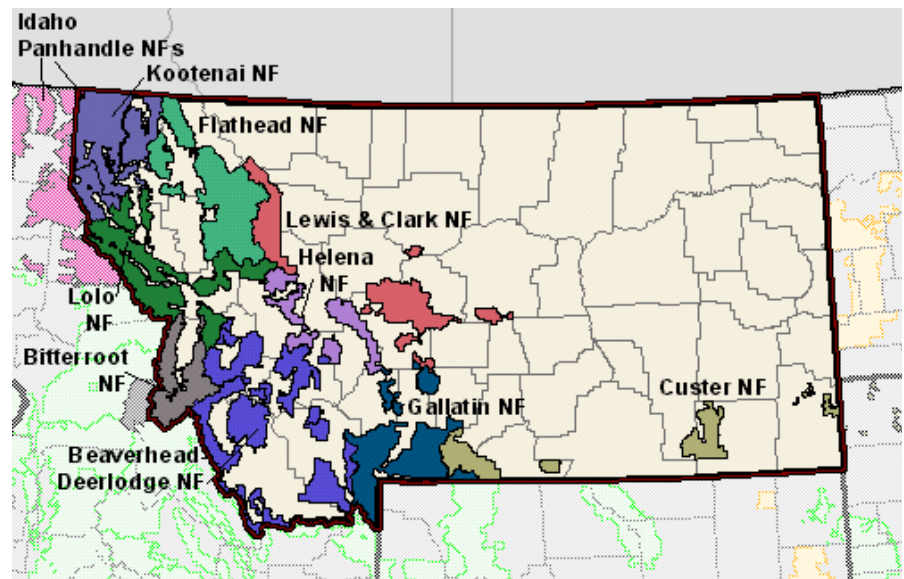 Idaho
Panhandle NFs
Kootenai NF
Flathead NF
Lewis & Clark NF
Helena
NF
Lolo
NF
Bitterroot
NF
Custer NF
Gallatin NF
Beaverhead
Deerlodge NF